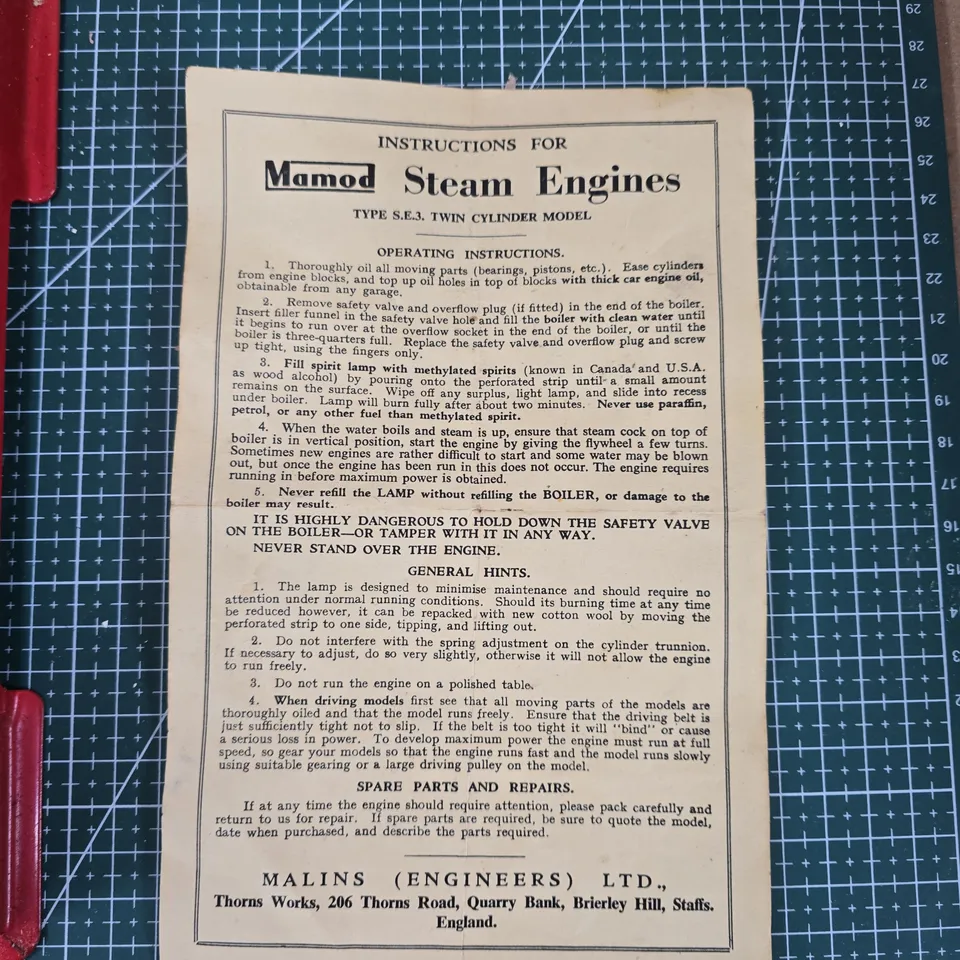 INSTRUCTIONS FOR
Mamod Steam Engines
TYPE S.E.3. TWIN CYLINDER MODEL
OPERATING INSTRUCTIONS.
1. Thoroughly oil all moving parts (bearings, pistons, etc.). Ease cylinders
from engine blocks, and top up oil holes in top of blocks with thick car engine oil,
obtainable from any garage.
2. Remove safety valve and overflow plug (if fitted) in the end of the boiler.
Insert filler funnel in the safety valve hole and fill the boiler with clean water until
it begins to run over at the overflow socket in the end of the boiler, or until the
boiler is three-quarters full. Replace the safety valve and overflow plug and screw
up tight, using the fingers only.
3. Fill spirit lamp with methylated spirits (known in Canada and U.S.A.
as wood alcohol) by pouring onto the perforated strip until a small amount
remains on the surface. Wipe off any surplus, light lamp, and slide into recess
under boiler. Lamp will burn fully after about two minutes. Never use paraffin,
petrol, or any other fuel than methylated spirit.
4. When the water boils and steam is up, ensure that steam cock on top of
boiler is in vertical position, start the engine by giving the flywheel a few turns.
Sometimes new engines are rather difficult to start and some water may be blown
out, but once the engine has been run in this does not occur. The engine requires
running in before maximum power is obtained.
5. Never refill the LAMP without refilling the BOILER, or damage to the
boiler may result.
IT IS HIGHLY DANGEROUS TO HOLD DOWN THE SAFETY VALVE
ON THE BOILER—OR TAMPER WITH IT IN ANY WAY.
NEVER STAND OVER THE ENGINE.
GENERAL HINTS.
1. The lamp is designed to minimise maintenance and should require no
attention under normal running conditions. Should its burning time at any time
be reduced however, it can be repacked with new cotton wool by moving the
perforated strip to one side, tipping, and lifting out.
2. Do not interfere with the spring adjustment on the cylinder trunnion.
If necessary to adjust, do so very slightly, otherwise it will not allow the engine
to run freely.
3. Do not run the engine on a polished table.
4. When driving models first see that all moving parts of the models are
thoroughly oiled and that the model runs freely. Ensure that the driving belt is
just sufficiently tight not to slip. If the belt is too tight it will "bind" or cause
a serious loss in power. To develop maximum power the engine must run at full
speed, so gear your models so that the engine runs fast and the model runs slowly
using suitable gearing or a large driving pulley on the model.
SPARE PARTS AND REPAIRS.
If at any time the engine should require attention, please pack carefully and
return to us for repair. If spare parts are required, be sure to quote the model,
date when purchased, and describe the parts required.
MALINS (ENGINEERS) LTD.,
Thorns Works, 206 Thorns Road, Quarry Bank, Brierley Hill, Staffs.
England.
29
28
27
26
25
24
23
22
21
20
19
18
17
16
15